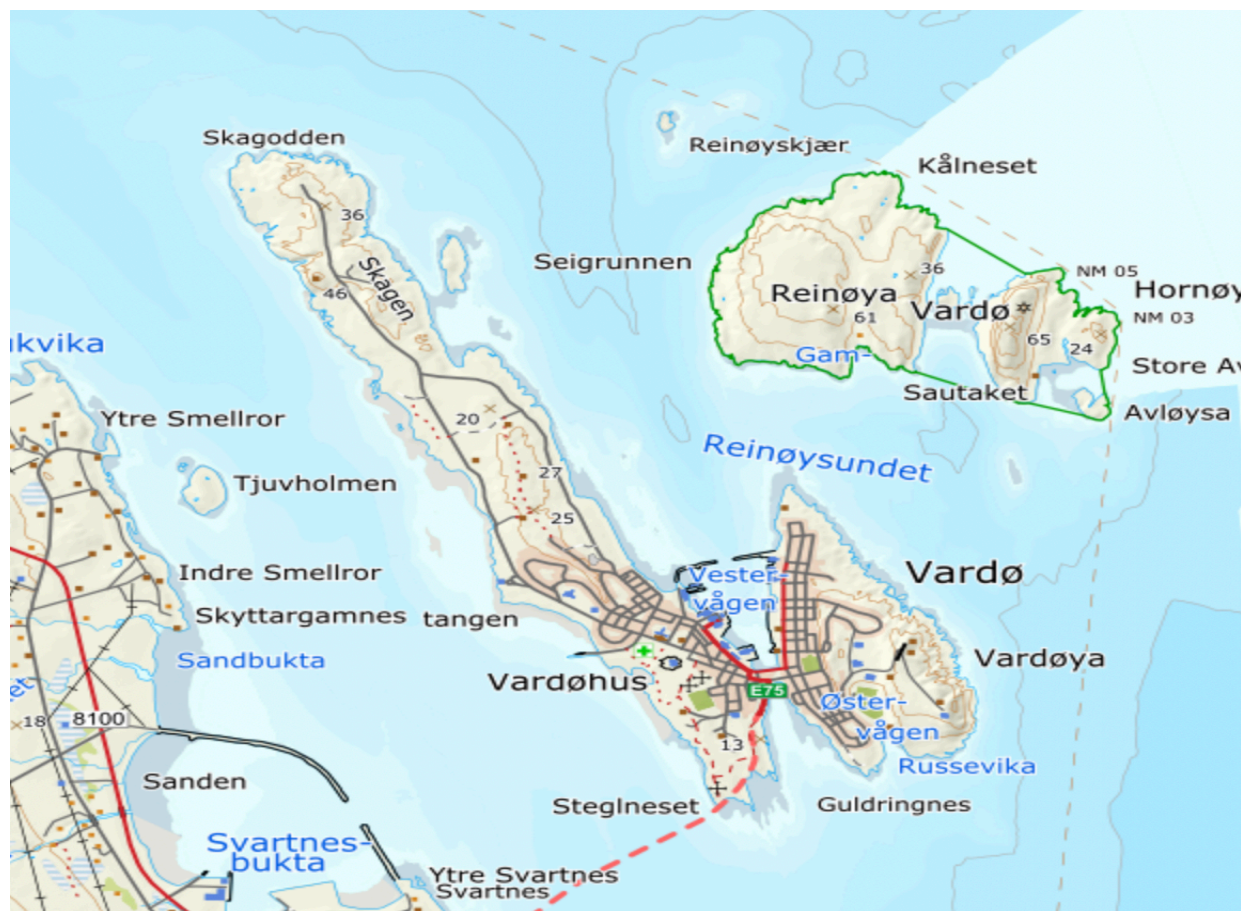 Skagodden
Reinøyskjær
Kålneset
36
Skagen
Seigrunnen
36
NM 05
46
Reinøya
Vardø
Hornøy
61
NM 03
kvika
Gam-
65
24
Store Av
Sautaket
Ytre Smellror
20
Avløysa
Reinøysundet
27
Tjuvholmen
25
Indre Smellror
Vester-
vågen
Vardø
Skyttargamnes
tangen
Sandbukta
Vardøya
Vardøhus
E75
Øster-
vågen
18
8100
13
Russevika
Sanden
Steglneset
Guldringnes
Svartnes-
bukta
Ytre Svartnes
Svartnes